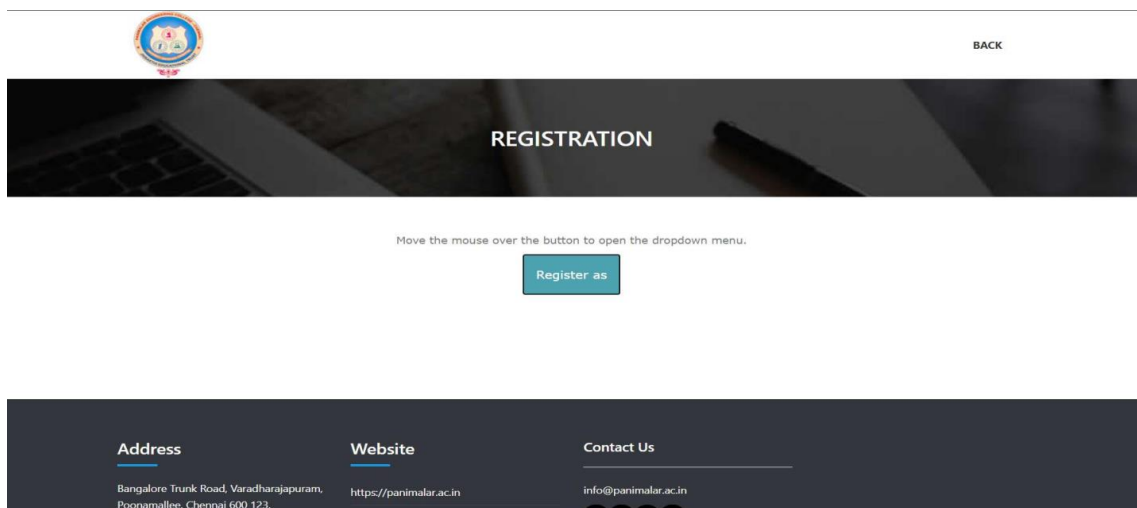 BACK
REGISTRATION
Move the mouse over the button to open the dropdown menu.
Register as
Address
Bangalore Trunk Road, Varadharajapuram,
Poonamallee, Chennai 600 123.
Website
https://panimalar.ac.in
Contact Us
info@panimalar.ac.in